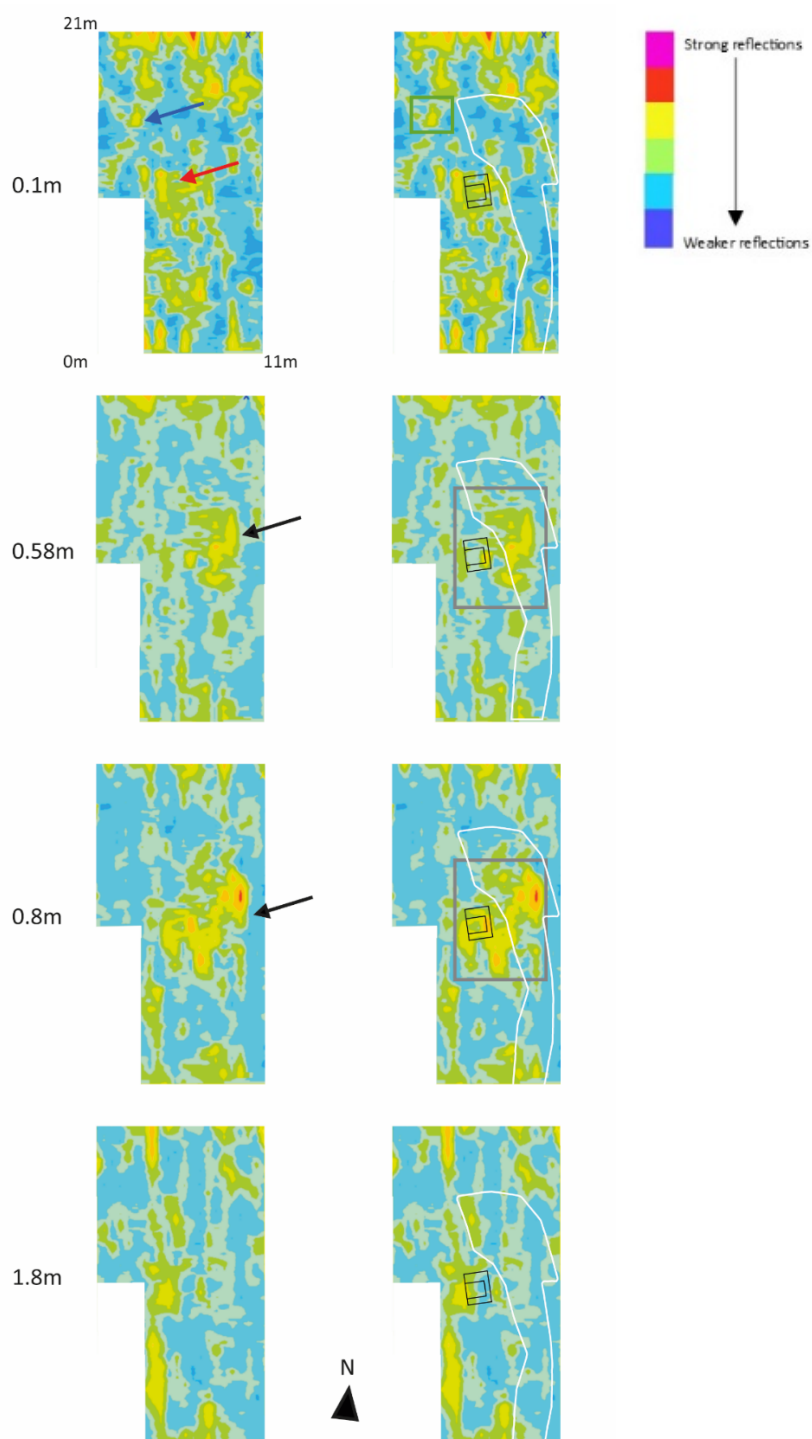 21m
Strong reflections
0.1m
Weaker reflections
0m
11m
0.58m
0.8m
1.8m
N